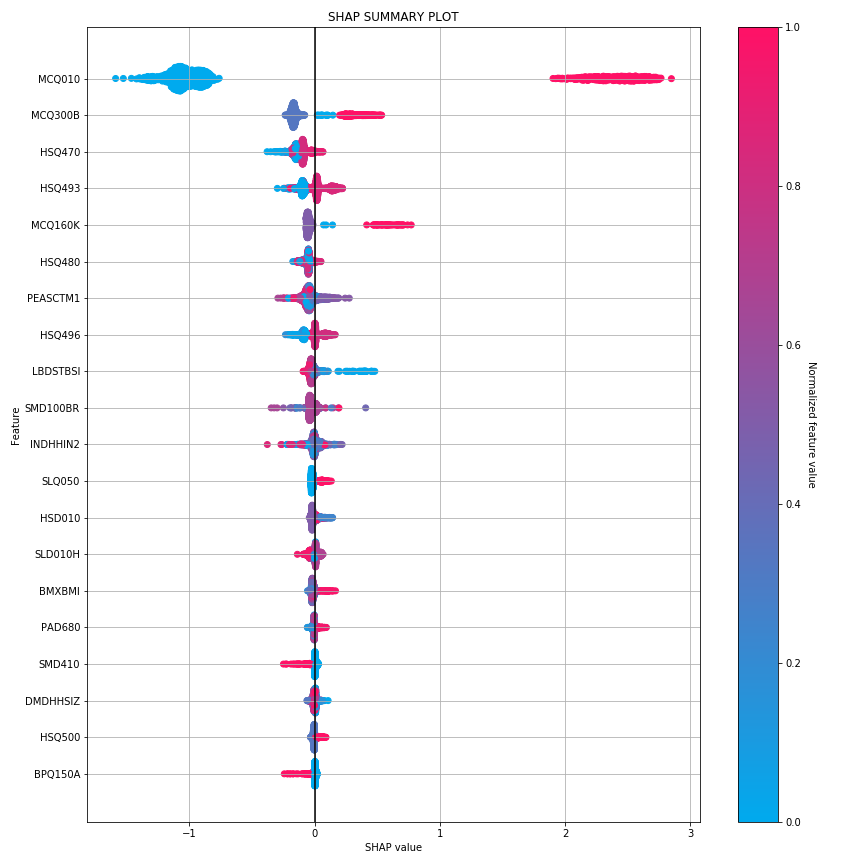 SHAP SUMMARY PLOT
MCQ010
MCQ300B
HSQ470
HSQ493
MCQ160K
HSQ480
PEASCTM1
HSQ496
LBDSTBSI
SMD100BR
INDHHIN2
SLQ050
HSD010
SLD010H
BMXBMI
PAD680
SMD410
DMDHHSIZ
HSQ500
BPQ150A
Feature
−1
0
1
2
3
SHAP value
1.0
0.8
0.6
0.4
0.2
0.0
Normalized feature value